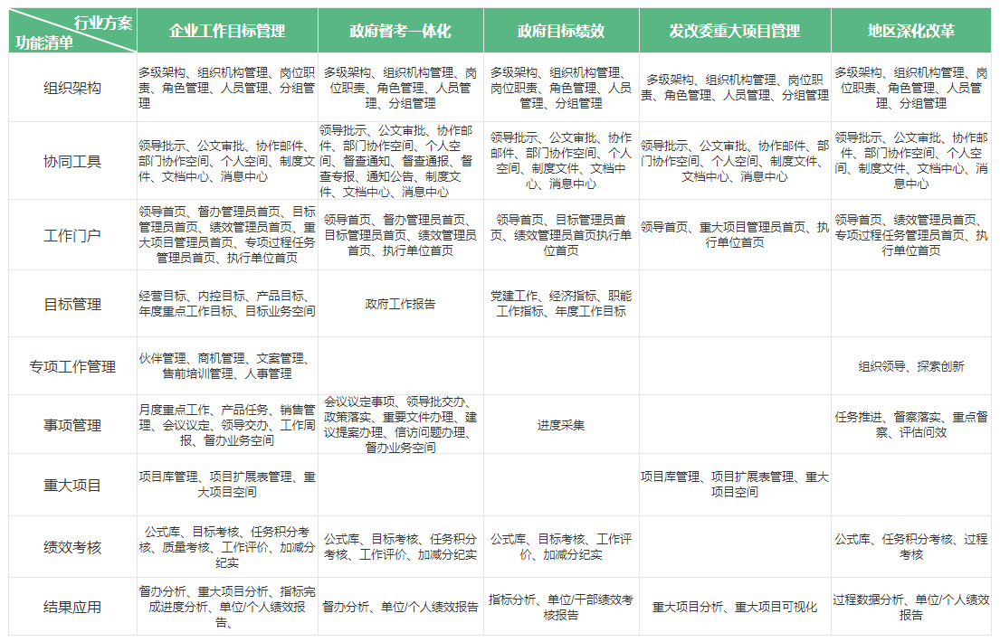 行业方案
功能清单
企业工作目标管理
政府督考一体化
政府目标绩效
发改委重大项目管理
地区深化改革
组织架构
多级架构、组织机构管理、岗位职
责、角色管理、人员管理、分组管
理
多级架构、组织机构管理、岗
位职责、角色管理、人员管
理、分组管理
多级架构、组织机构管理、
岗位职责、角色管理、人员
管理、分组管理
多级架构、组织机构管理、岗位职
责、角色管理、人员管理、分组管理
多级架构、组织机构管理、岗
位职责、角色管理、人员管
理、分组管理
协同工具
领导批示、公文审批、协作邮件、
部门协作空间、个人空间、制度文
件、文档中心、消息中心
领导批示、公文审批、协作邮
件、部门协作空间、个人空
间、督查通知、督查通报、督
查专报、通知公告、制度文
件、文档中心、消息中心
领导批示、公文审批、协作
邮件、部门协作空间、个人
空间、制度文件、文档中
心、消息中心
领导批示、公文审批、协作邮件、部
门协作空间、个人空间、制度文件、
文档中心、消息中心
领导批示、公文审批、协作邮
件、部门协作空间、个人空
间、制度文件、文档中心、消
息中心
工作门户
领导首页、督办管理员首页、目标
管理员首页、绩效管理员首页、重
大项目管理员首页、专项过程任务
管理员首页、执行单位首页
领导首页、督办管理员首页、
目标管理员首页、绩效管理员
首页、执行单位首页
领导首页、目标管理员首
页、绩效管理员首页执行单
位首页
领导首页、重大项目管理员首页、执
行单位首页
领导首页、绩效管理员首页、
专项过程任务管理员首页、执
行单位首页
目标管理
经营目标、内控目标、产品目标、
年度重点工作目标、目标业务空间
政府工作报告
党建工作、经济指标、职能
工作指标、年度工作目标
专项工作管理
伙伴管理、商机管理、文案管理、
售前培训管理、人事管理
组织领导、探索创新
事项管理
月度重点工作、产品任务、销售管
理、会议议定、领导交办、工作周
报、督办业务空间
会议议定事项、领导批交办、
政策落实、重要文件办理、建
议提案办理、信访问题办理、
督办业务空间
进度采集
任务推进、督察落实、重点督
察、评估问效
重大项目
项目库管理、项目扩展表管理、重
大项目空间
项目库管理、项目扩展表管理、重大
项目空间
绩效考核
公式库、目标考核、任务积分考
核、质量考核、工作评价、加减分
纪实
公式库、目标考核、任务积分
考核、工作评价、加减分纪实
公式库、目标考核、工作评
价、加减分纪实
公式库、任务积分考核、过程
考核
结果应用
督办分析、重大项目分析、指标完
成进度分析、单位/个人绩效报
告、
督办分析、单位/个人绩效报告
指标分析、单位/干部绩效考
核报告
重大项目分析、重大项目可视化
过程数据分析、单位/个人绩效
报告